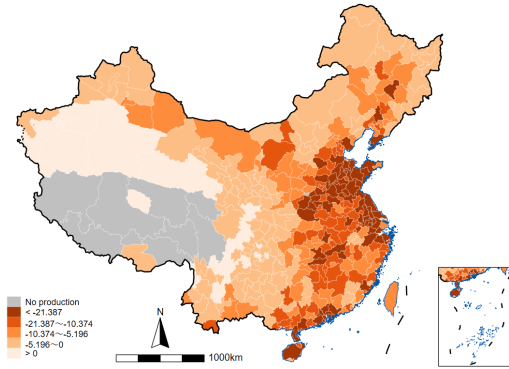 N
No production
< -21.387
-21.387～-10.374
-10.374～-5.196
-5.196～0
> 0
1000km